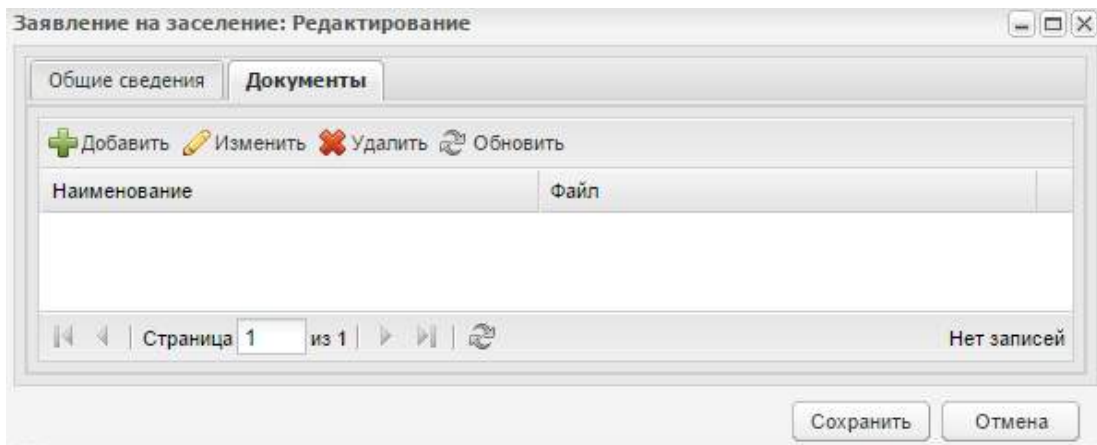 Заявление на заселение: Редактирование
Общие сведения Документы
Добавить Изменить Удалить Обновить
Наименование Файл
Страница 1 из 1 Нет записей
Сохранить Отмена